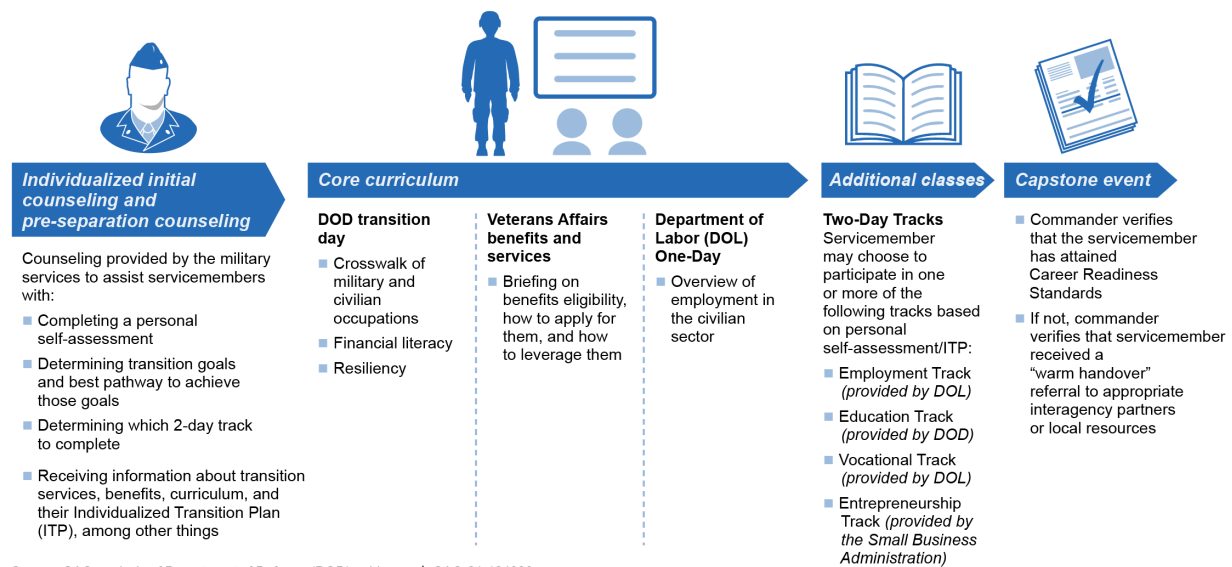 Individualized initial
counseling and
pre-separation counseling
Counseling provided by the military
services to assist servicemembers
with:
Completing a personal
self-assessment
Determining transition goals
and best pathway to achieve
those goals
Determining which 2-day track
to complete
Receiving information about transition
services, benefits, curriculum, and
their Individualized Transition Plan
(ITP), among other things
Core curriculum
DOD transition
day
Crosswalk of
military and
civilian
occupations
Financial literacy
Resiliency
Veterans Affairs
benefits and
services
Briefing on
benefits eligibility,
how to apply for
them, and how
to leverage them
Department of
Labor (DOL)
One-Day
Overview of
employment in
the civilian
sector
Additional classes
Two-Day Tracks
Servicemember
may choose to
participate in one
or more of the
following tracks based
on personal
self-assessment/ITP:
Employment Track
(provided by DOL)
Education Track
(provided by DOD)
Vocational Track
(provided by DOL)
Entrepreneurship
Track (provided by
the Small Business
Administration)
Capstone event
Commander verifies
that the servicemember
has attained
Career Readiness
Standards
If not, commander
verifies that servicemember
received a
“warm handover”
referral to appropriate
interagency partners
or local resources